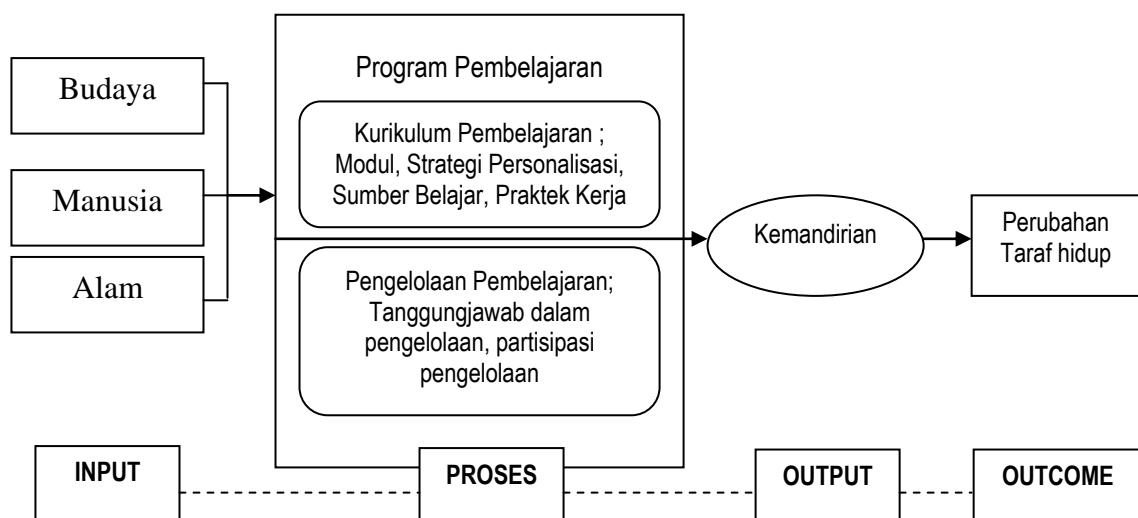 Budaya
Manusia
Alam
Program Pembelajaran
Kurikulum Pembelajaran ;
Modul, Strategi Personalisasi,
Sumber Belajar, Praktek Kerja
Pengelolaan Pembelajaran;
Tanggungjawab dalam
pengelolaan, partisipasi
pengelolaan
Kemandirian
Perubahan
Taraf hidup
INPUT
PROSES
OUTPUT
OUTCOME